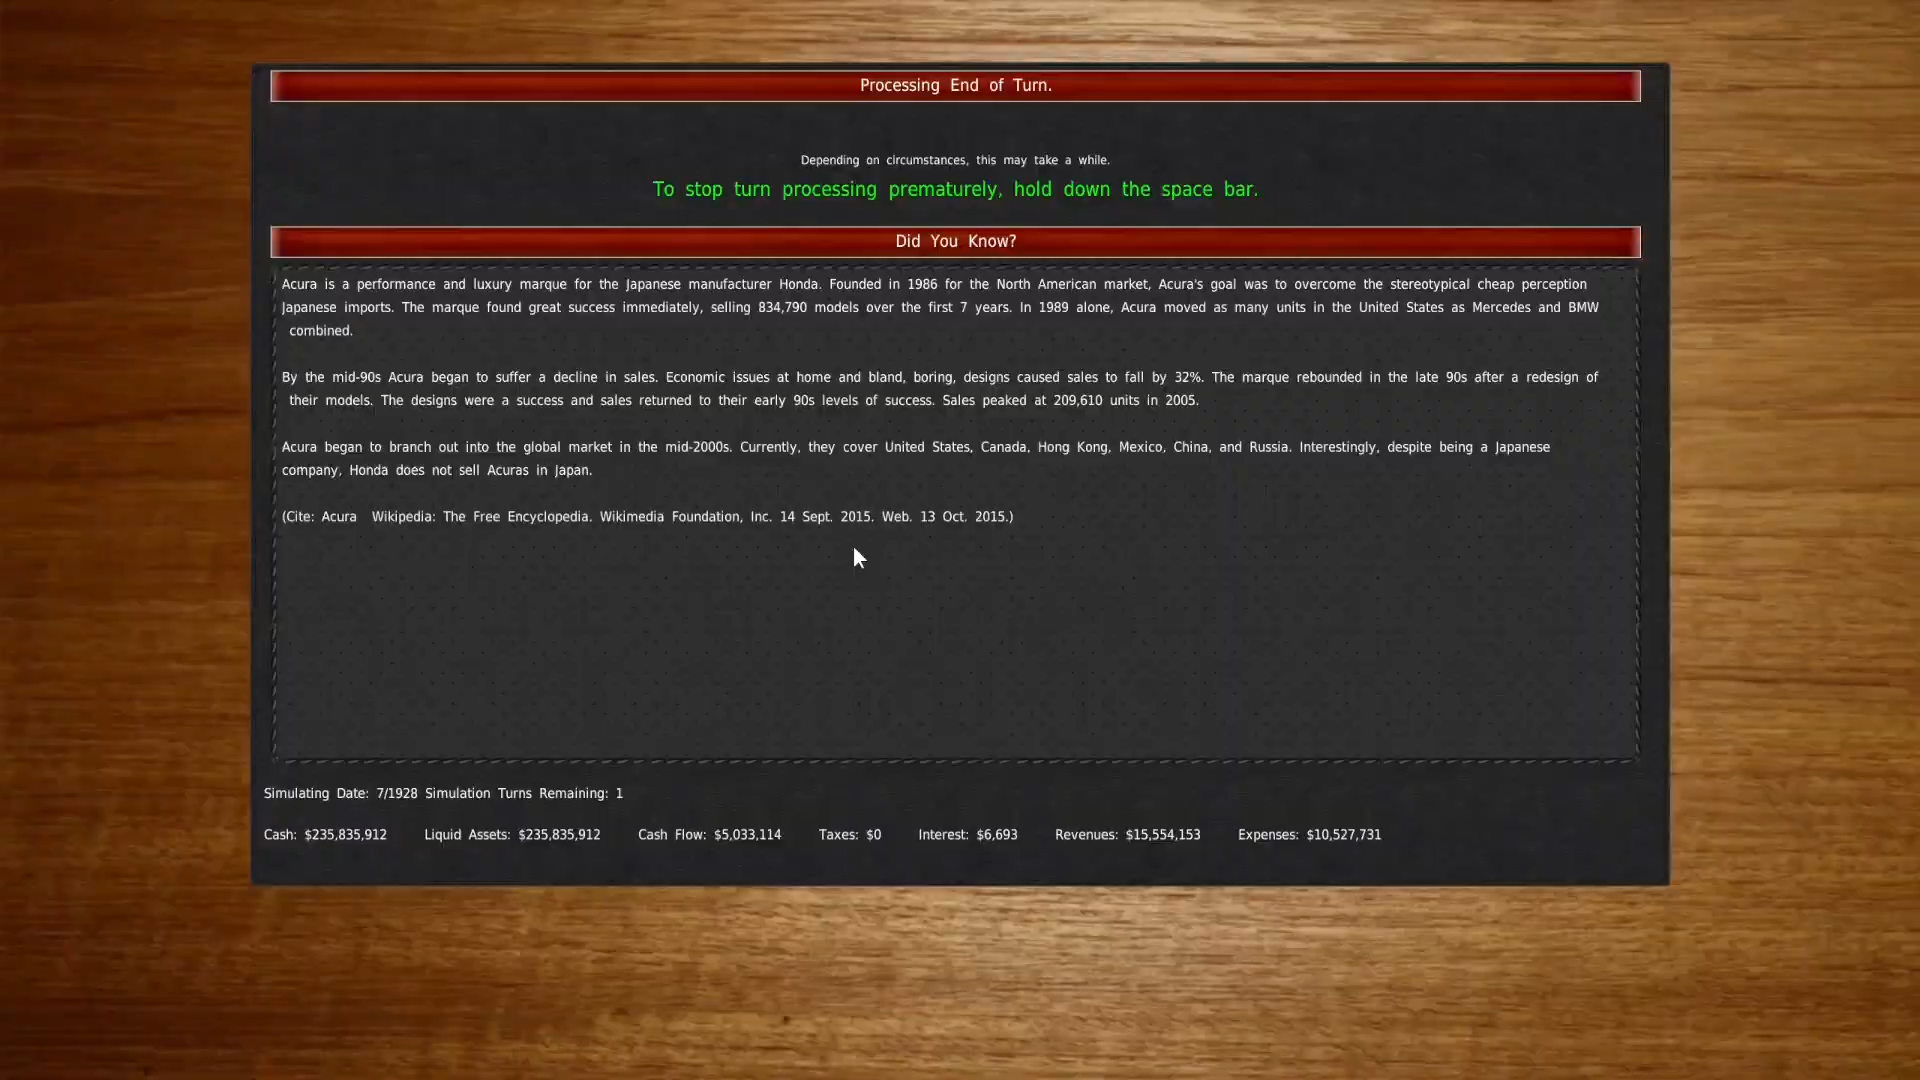 Processing End of Turn.
Depending on circumstances, this may take a while.
To stop turn processing prematurely, hold down the space bar.
Did You Know?
Acura is a performance and luxury marque for the Japanese manufacturer Honda. Founded in 1986 for the North American market, Acura's goal was to overcome the stereotypical cheap perception
Japanese imports. The marque found great success immediately, selling 834,790 models over the first 7 years. In 1989 alone, Acura moved as many units in the United States as Mercedes and BMW
combined.
By the mid-90s Acura began to suffer a decline in sales. Economic issues at home and bland, boring, designs caused sales to fall by 32%. The marque rebounded in the late 90s after a redesign of
their models. The designs were a success and sales returned to their early 90s levels of success. Sales peaked at 209,610 units in 2005.
Acura began to branch out into the global market in the mid-2000s. Currently, they cover United States, Canada, Hong Kong, Mexico, China, and Russia. Interestingly, despite being a Japanese
company, Honda does not sell Acuras in Japan.
(Cite: Acura Wikipedia: The Free Encyclopedia. Wikimedia Foundation, Inc. 14 Sept. 2015. Web. 13 Oct. 2015.)
Simulating Date: 7/1928 Simulation Turns Remaining: 1
Cash: $235,835,912 Liquid Assets: $235,835,912 Cash Flow: $5,033,114 Taxes: $0 Interest: $6,693 Revenues: $15,554,153 Expenses: $10,527,731